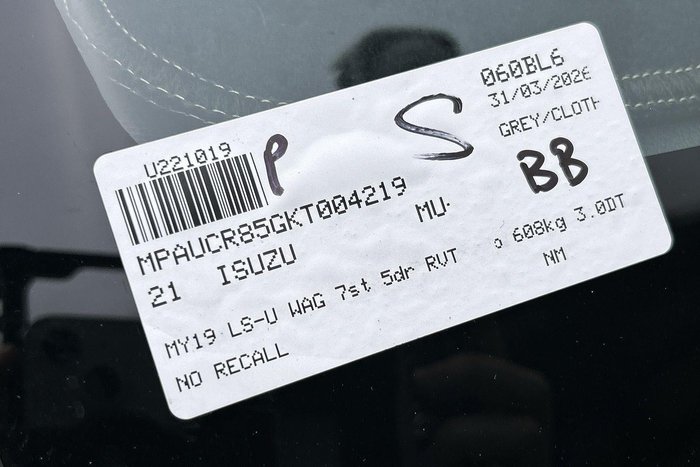 060BL6
31/03/2026
GREY/CLOTH
U221019
P
S
BB
MPAUCR85GKT004219
21 ISUZU MU-
MY19 LS-U WAG 7st 5dr RVT o 608kg 3.0DT
NO RECALL NM